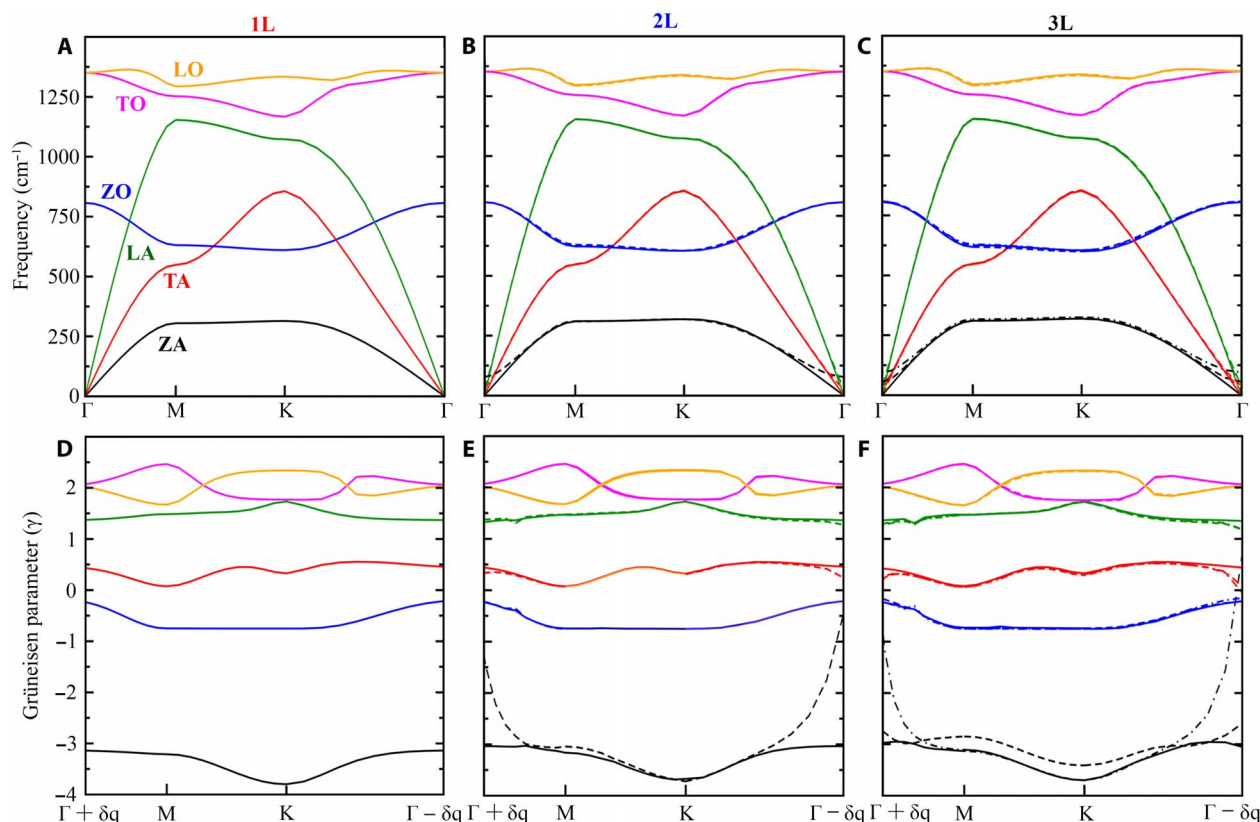 1L
2L
3L
A
B
C
Frequency (cm⁻¹)
1250
1000
750
500
250
0
LO
TO
ZO
LA
TA
ZA
Γ M K Γ
Γ M K Γ
Γ M K Γ
D
E
F
Grüneisen parameter (γ)
2
1
0
−1
−2
−3
−4
Γ + δq M K Γ − δq
Γ + δq M K Γ − δq
Γ + δq M K Γ − δq